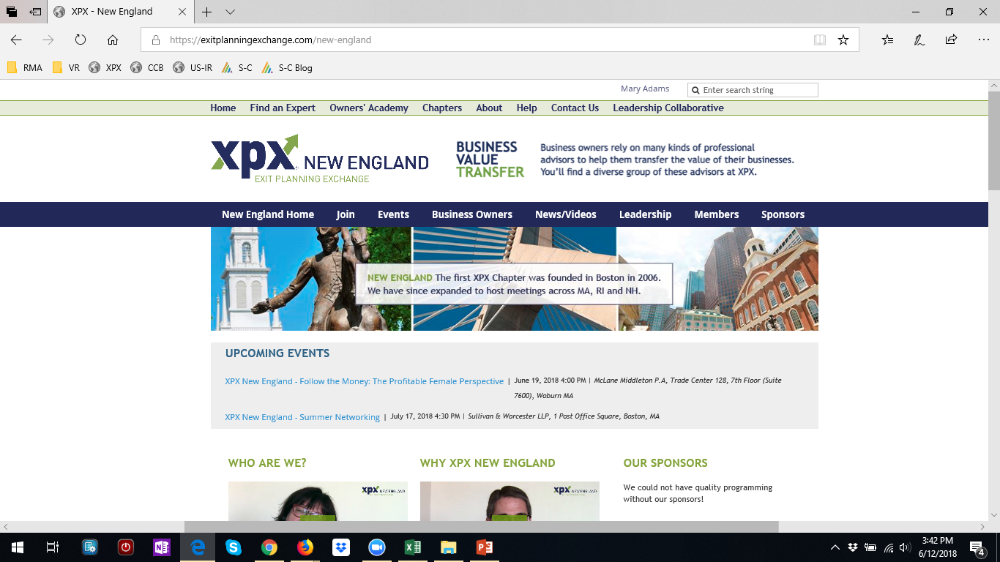 XPX - New England
https://exitplanningexchange.com/new-england
RMA VR XPX CCB US-IR S-C S-C Blog
Mary Adams Enter search string
Home Find an Expert Owners' Academy Chapters About Help Contact Us Leadership Collaborative
xpx NEW ENGLAND
EXIT PLANNING EXCHANGE
BUSINESS
VALUE
TRANSFER
Business owners rely on many kinds of professional
advisors to help them transfer the value of their businesses.
You'll find a diverse group of these advisors at XPX.
New England Home Join Events Business Owners News/Videos Leadership Members Sponsors
NEW ENGLAND The first XPX Chapter was founded in Boston in 2006.
We have since expanded to host meetings across MA, RI and NH.
UPCOMING EVENTS
XPX New England - Follow the Money: The Profitable Female Perspective | June 19, 2018 4:00 PM | McLane Middleton P.A, Trade Center 128, 7th Floor (Suite
7600), Woburn MA
XPX New England - Summer Networking | July 17, 2018 4:30 PM | Sullivan & Worcester LLP, 1 Post Office Square, Boston, MA
WHO ARE WE? WHY XPX NEW ENGLAND OUR SPONSORS
We could not have quality programming
without our sponsors!
xpx NEW ENGLAND
xpx NEW ENGLAND
3:42 PM
6/12/2018
4